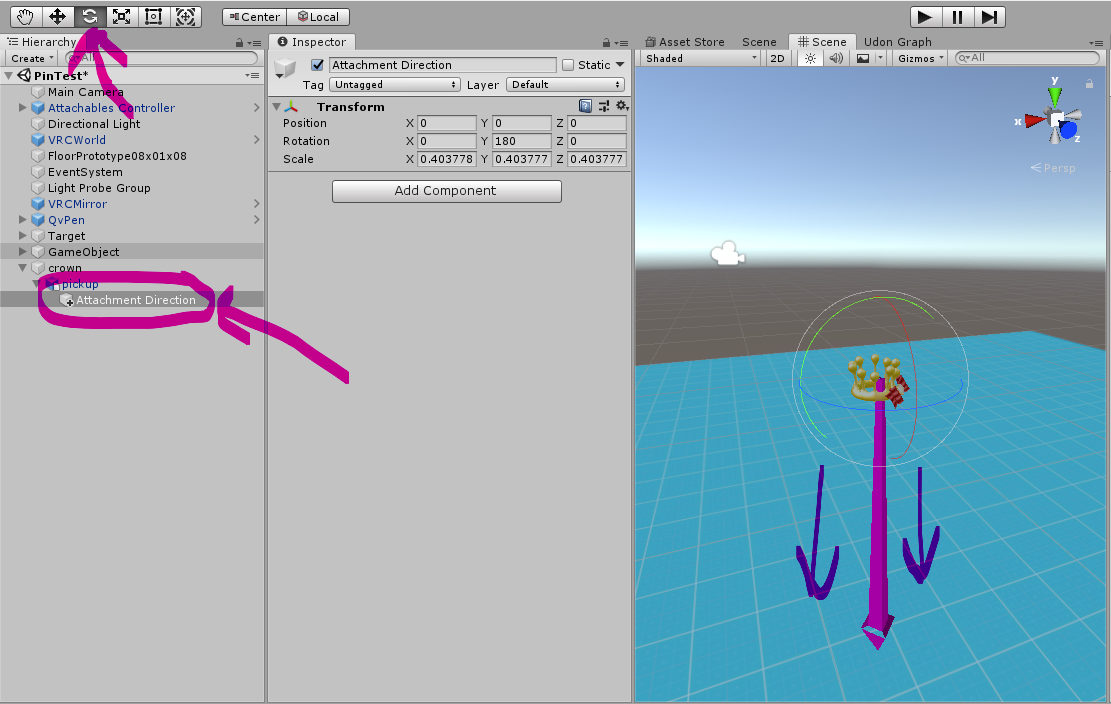 Center Local
Hierarchy
Create All
PinTest*
Main Camera
Attachables Controller
Directional Light
VRCWorld
FloorPrototype08x01x08
EventSystem
Light Probe Group
VRCMirror
QvPen
Target
GameObject
crown
pickup
Attachment Direction
Inspector
Attachment Direction Static
Tag Untagged Layer Default
Transform
Position X 0 Y 0 Z 0
Rotation X 0 Y 180 Z 0
Scale X 0.403778 Y 0.403777 Z 0.403777
Add Component
Asset Store Scene Scene Udon Graph
Shaded 2D Gizmos All
y
x
z
Persp